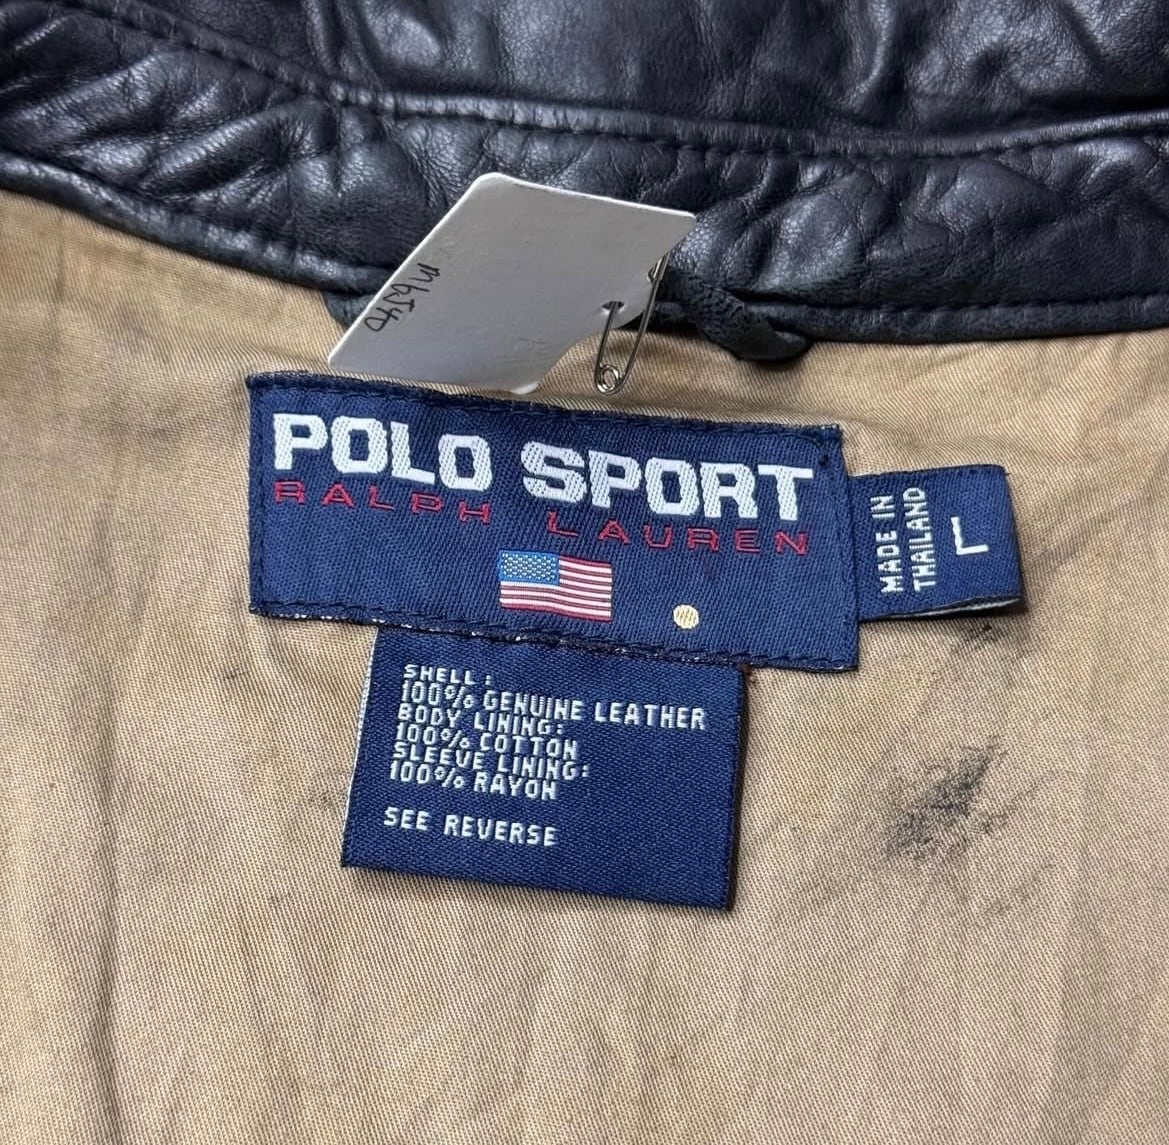 POLO SPORT
RALPH LAUREN
MADE IN
THAILAND
L
SHELL:
100% GENUINE LEATHER
BODY LINING:
100% COTTON
SLEEVE LINING:
100% RAYON
SEE REVERSE